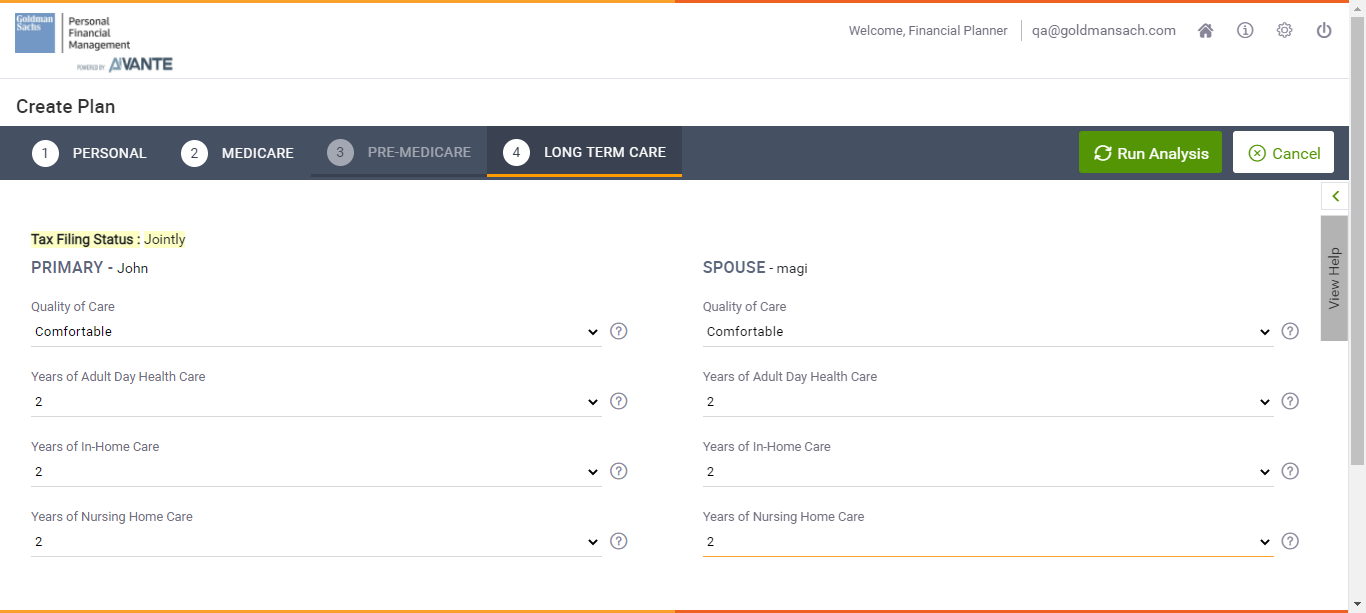 Goldman
Sachs
Personal
Financial
Management
POWERED BY AIVANTE
Welcome, Financial Planner
qa@goldmansach.com
Create Plan
1 PERSONAL
2 MEDICARE
3 PRE-MEDICARE
4 LONG TERM CARE
Run Analysis
Cancel
View Help
Tax Filing Status : Jointly
PRIMARY - John
Quality of Care
Comfortable
Years of Adult Day Health Care
2
Years of In-Home Care
2
Years of Nursing Home Care
2
SPOUSE - magi
Quality of Care
Comfortable
Years of Adult Day Health Care
2
Years of In-Home Care
2
Years of Nursing Home Care
2